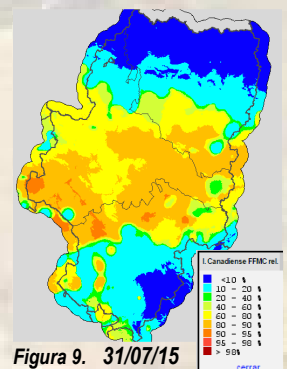 I. Canadiense FFMC rel.
<10 %
10 - 20 %
20 - 40 %
40 - 60 %
60 - 80 %
80 - 90 %
90 - 95 %
95 - 98 %
> 98%
cerrar
Figura 9. 31/07/15